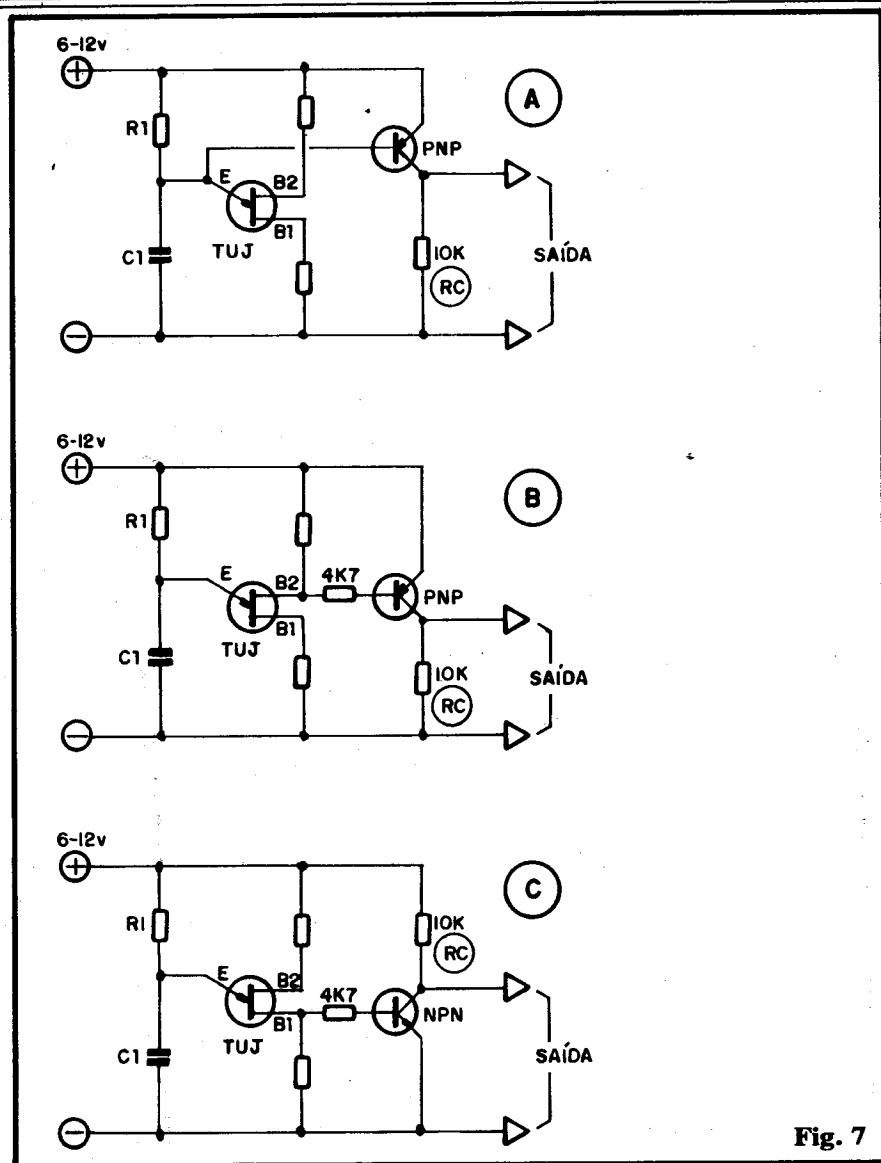 6-12v
A
R1
PNP
E
B2
B1
TUJ
C1
10K
RC
SAÍDA
6-12v
B
R1
E
B2
4K7
PNP
B1
TUJ
C1
10K
RC
SAÍDA
6-12v
C
R1
10K
RC
E
B2
4K7
NPN
B1
TUJ
C1
SAÍDA
Fig. 7